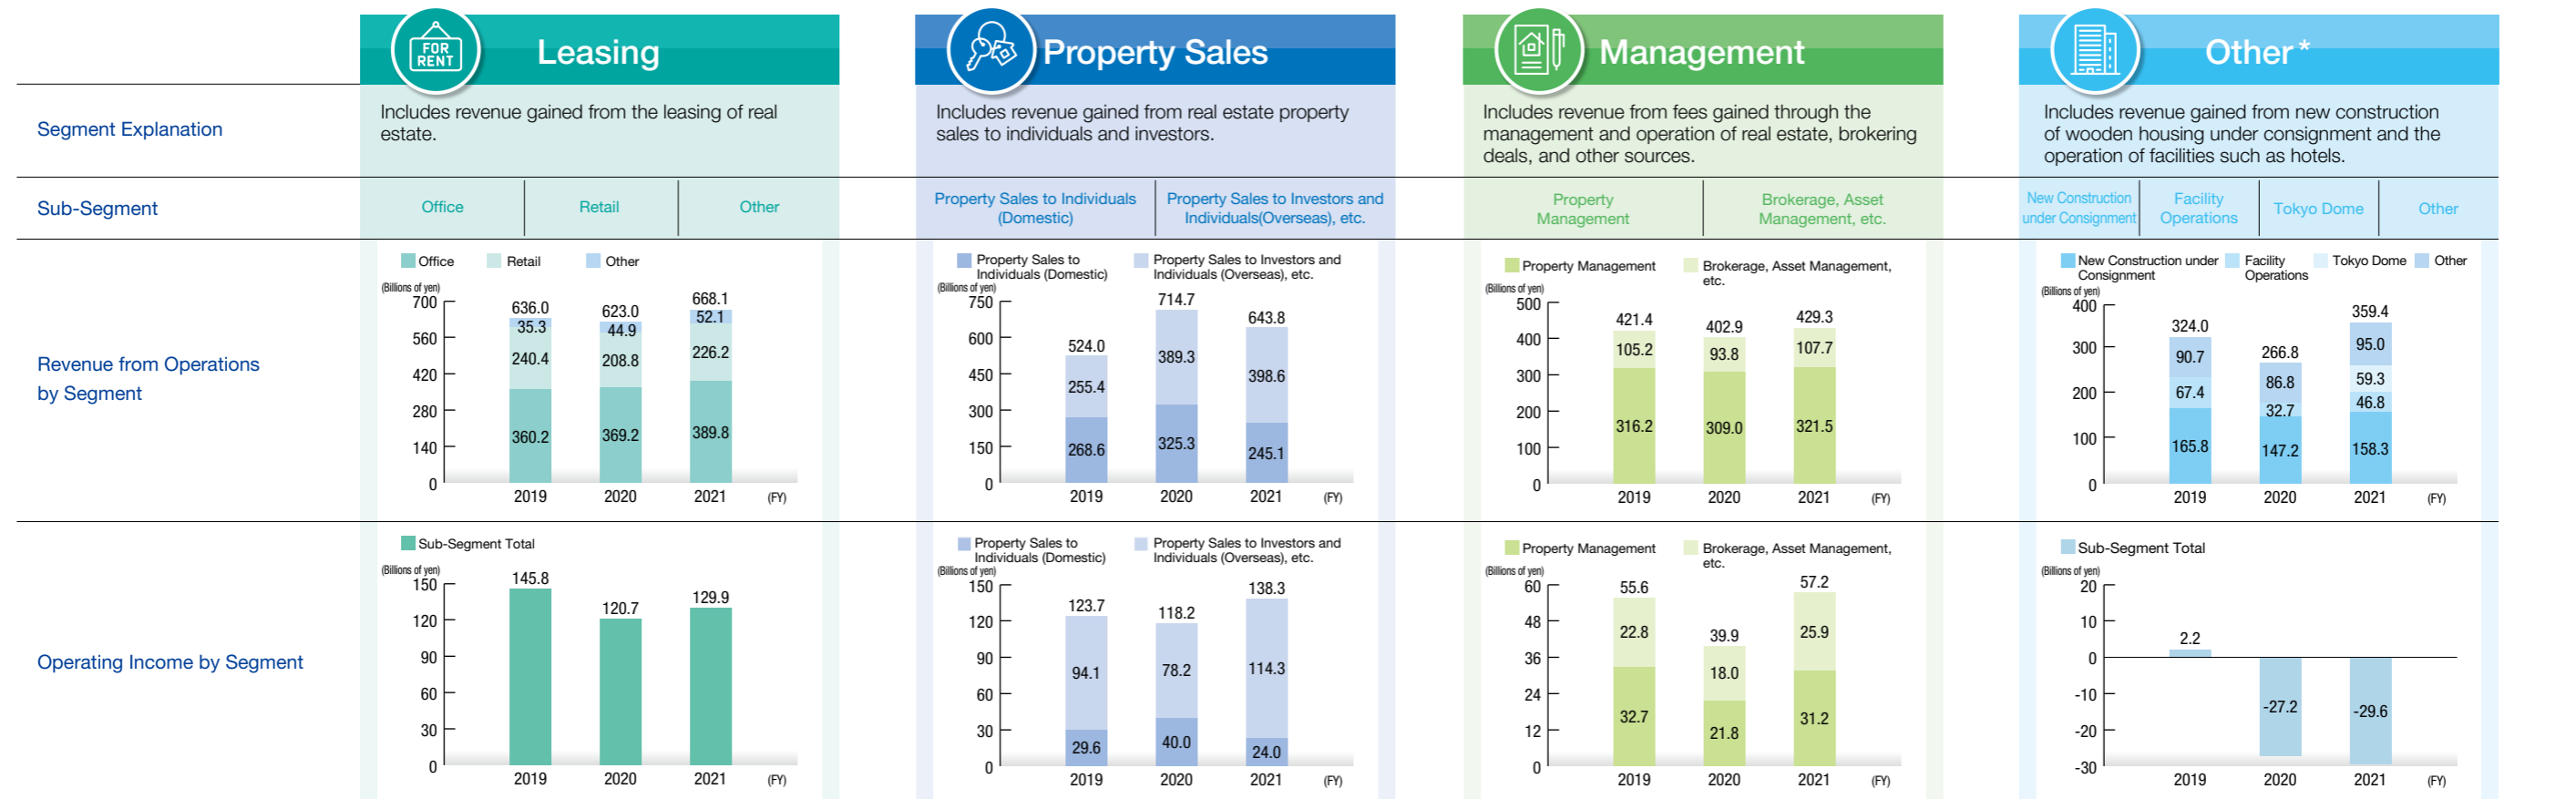 FOR
RENT
Leasing
Property Sales
Management
Other*
Segment Explanation
Includes revenue gained from the leasing of real
estate.
Includes revenue gained from real estate property
sales to individuals and investors.
Includes revenue from fees gained through the
management and operation of real estate, brokering
deals, and other sources.
Includes revenue gained from new construction
of wooden housing under consignment and the
operation of facilities such as hotels.
Sub-Segment
Office
Retail
Other
Property Sales to Individuals
(Domestic)
Property Sales to Investors and
Individuals(Overseas), etc.
Property
Management
Brokerage, Asset
Management, etc.
New Construction
under Consignment
Facility
Operations
Tokyo Dome
Other
Revenue from Operations
by Segment
Office
Retail
Other
(Billions of yen)
700
560
420
280
140
0
636.0
35.3
240.4
360.2
623.0
44.9
208.8
369.2
668.1
52.1
226.2
389.8
2019
2020
2021
(FY)
Property Sales to
Individuals (Domestic)
Property Sales to Investors and
Individuals (Overseas), etc.
(Billions of yen)
750
600
450
300
150
0
524.0
255.4
268.6
714.7
389.3
325.3
643.8
398.6
245.1
2019
2020
2021
(FY)
Property Management
Brokerage, Asset Management,
etc.
(Billions of yen)
500
400
300
200
100
0
421.4
105.2
316.2
402.9
93.8
309.0
429.3
107.7
321.5
2019
2020
2021
(FY)
New Construction under
Consignment
Facility
Operations
Tokyo Dome
Other
(Billions of yen)
400
300
200
100
0
324.0
90.7
67.4
165.8
266.8
86.8
32.7
147.2
359.4
95.0
59.3
46.8
158.3
2019
2020
2021
(FY)
Operating Income by Segment
Sub-Segment Total
(Billions of yen)
150
120
90
60
30
0
145.8
120.7
129.9
2019
2020
2021
(FY)
Property Sales to
Individuals (Domestic)
Property Sales to Investors and
Individuals (Overseas), etc.
(Billions of yen)
150
120
90
60
30
0
123.7
94.1
29.6
118.2
78.2
40.0
138.3
114.3
24.0
2019
2020
2021
(FY)
Property Management
Brokerage, Asset Management,
etc.
(Billions of yen)
60
48
36
24
12
0
55.6
22.8
32.7
39.9
18.0
21.8
57.2
25.9
31.2
2019
2020
2021
(FY)
Sub-Segment Total
(Billions of yen)
20
10
0
-10
-20
-30
2.2
-27.2
-29.6
2019
2020
2021
(FY)